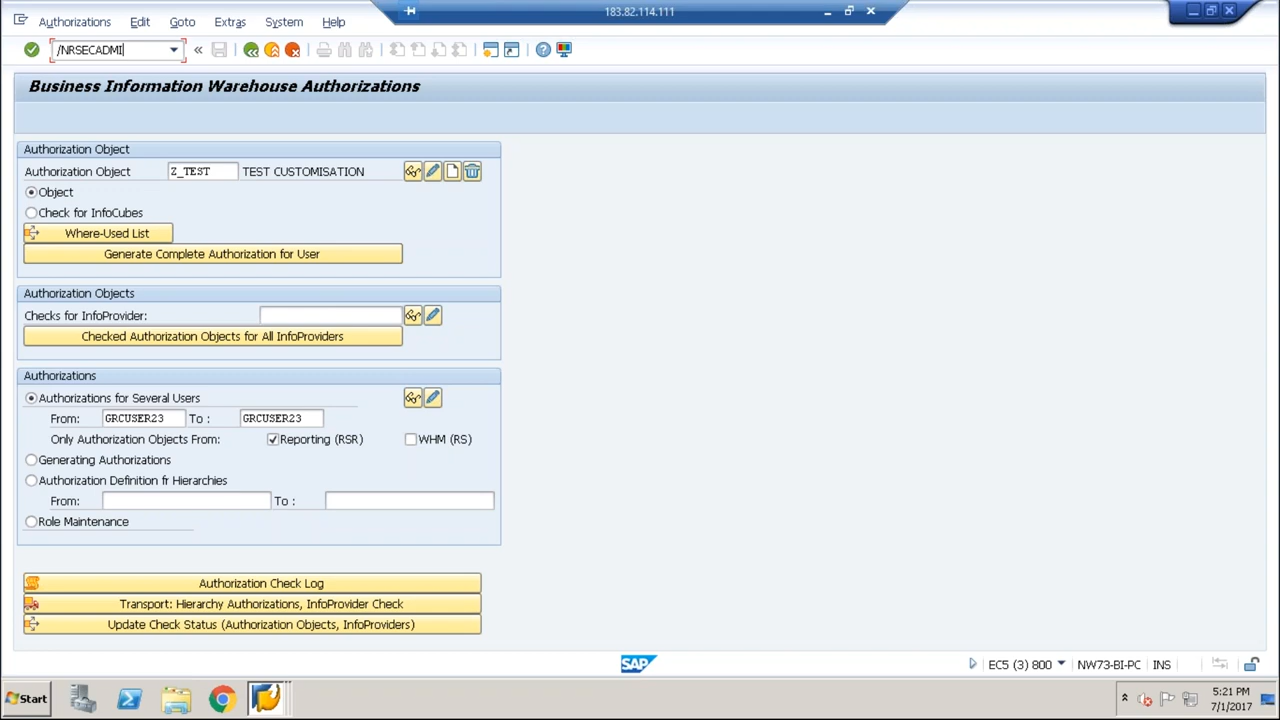 183.82.114.111
Authorizations Edit Goto Extras System Help
/NRSECADMI
Business Information Warehouse Authorizations
Authorization Object
Authorization Object Z_TEST TEST CUSTOMISATION
Object
Check for InfoCubes
Where-Used List
Generate Complete Authorization for User
Authorization Objects
Checks for InfoProvider:
Checked Authorization Objects for All InfoProviders
Authorizations
Authorizations for Several Users
From: GRCUSER23 To : GRCUSER23
Only Authorization Objects From: Reporting (RSR) WHM (RS)
Generating Authorizations
Authorization Definition fr Hierarchies
From: To :
Role Maintenance
Authorization Check Log
Transport: Hierarchy Authorizations, InfoProvider Check
Update Check Status (Authorization Objects, InfoProviders)
SAP EC5 (3) 800 NW73-BI-PC INS
Start 5:21 PM
7/1/2017